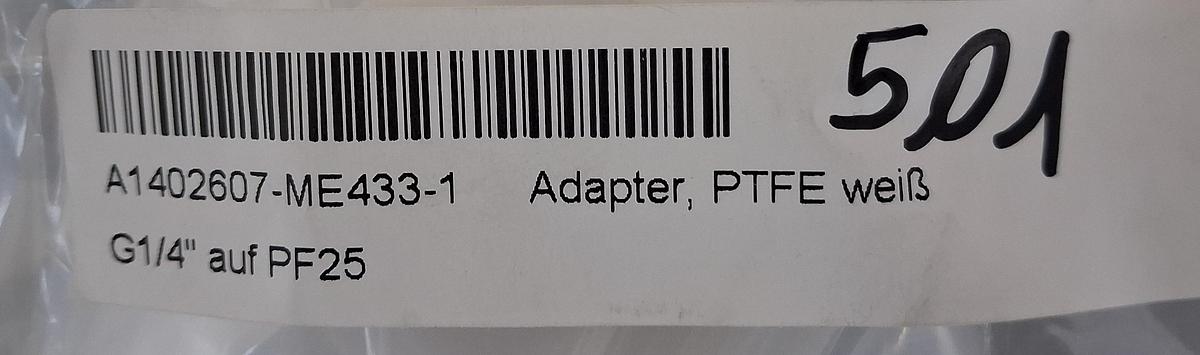 501
A1402607-ME433-1 Adapter, PTFE weiß
G1/4" auf PF25